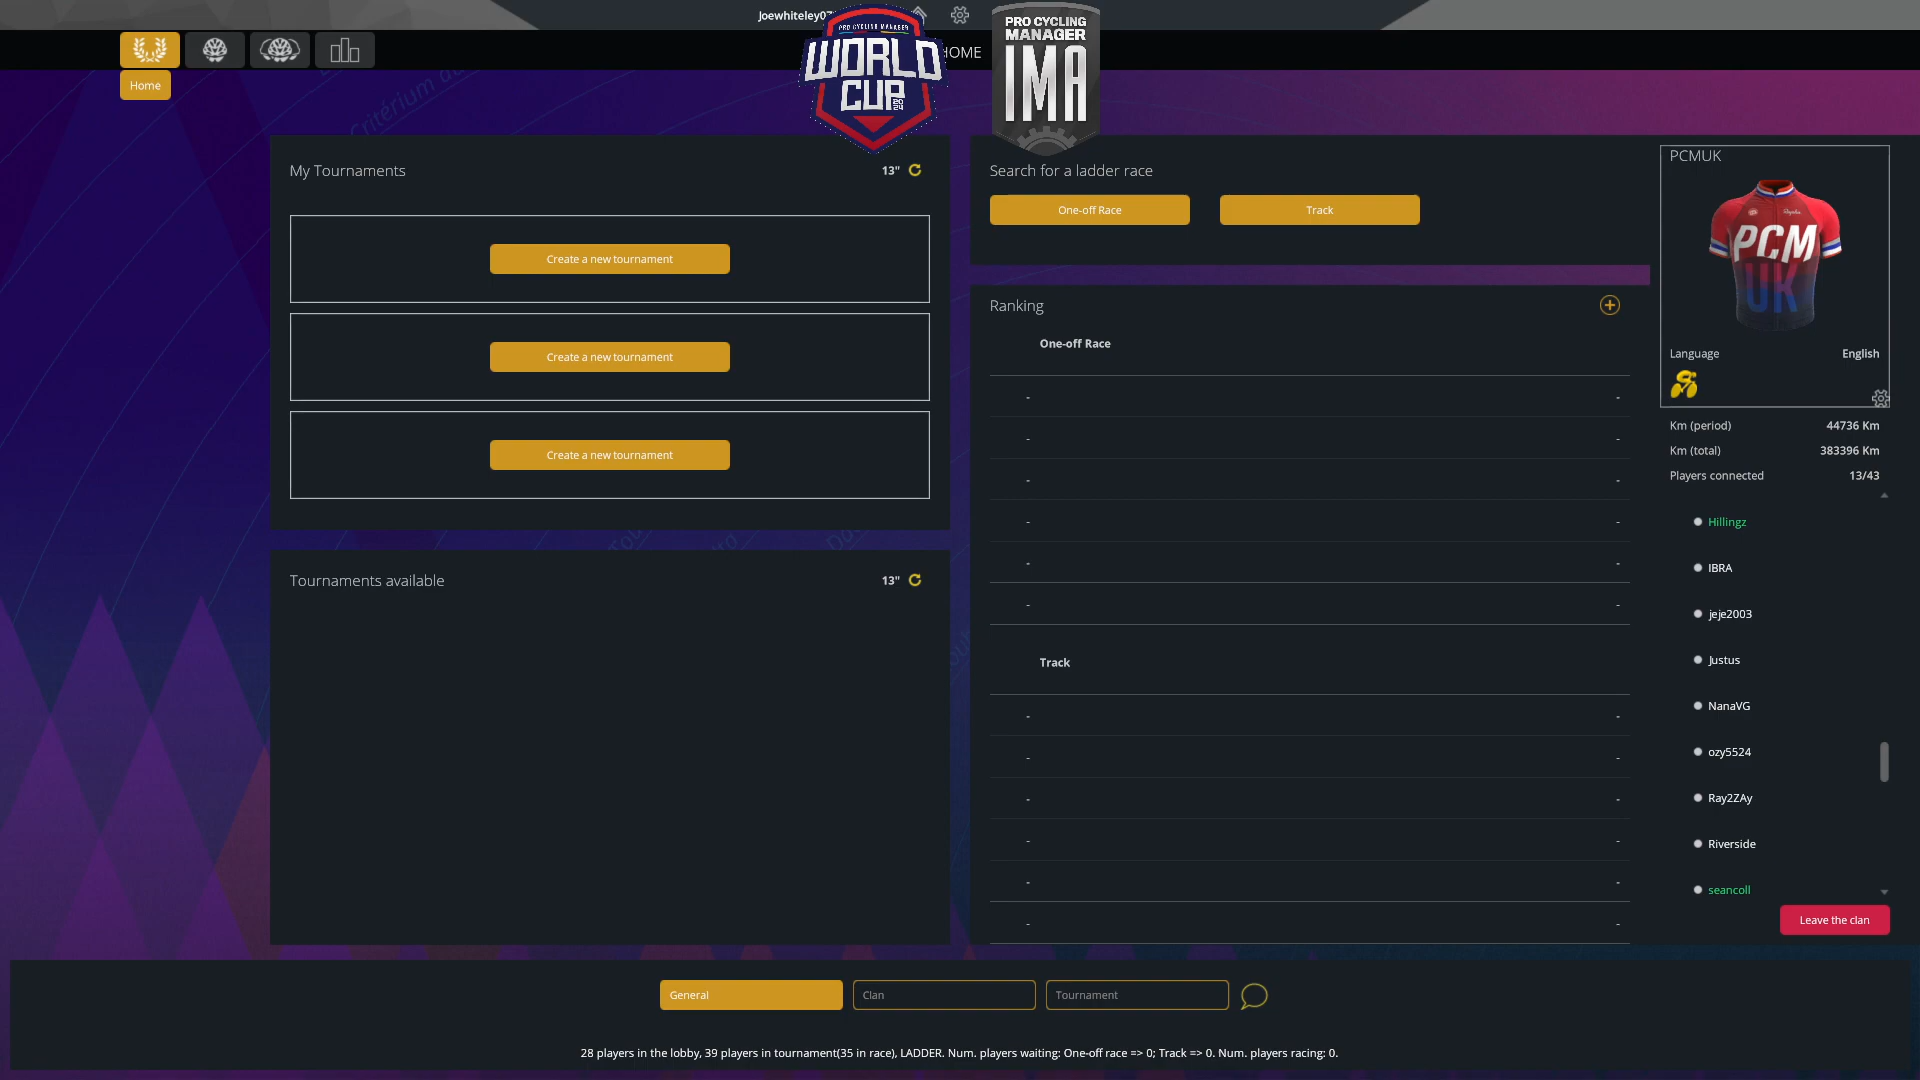 Joewhiteley07
PRO CYCLING MANAGER
WORLD
CUP
HOME
PRO CYCLING
MANAGER
IMA
Home
My Tournaments
13"
Create a new tournament
Create a new tournament
Create a new tournament
Tournaments available
13"
Search for a ladder race
One-off Race
Track
Ranking
One-off Race
-
-
-
-
-
-
-
-
-
-
-
-
Track
-
-
-
-
-
-
-
-
-
-
-
-
PCMUK
PCM
UK
Language
English
Km (period)
44736 Km
Km (total)
383396 Km
Players connected
13/43
Hillingz
IBRA
jeje2003
Justus
NanaVG
ozy5524
Ray2ZAy
Riverside
seancoll
Leave the clan
General
Clan
Tournament
28 players in the lobby, 39 players in tournament(35 in race), LADDER. Num. players waiting: One-off race => 0; Track => 0. Num. players racing: 0.